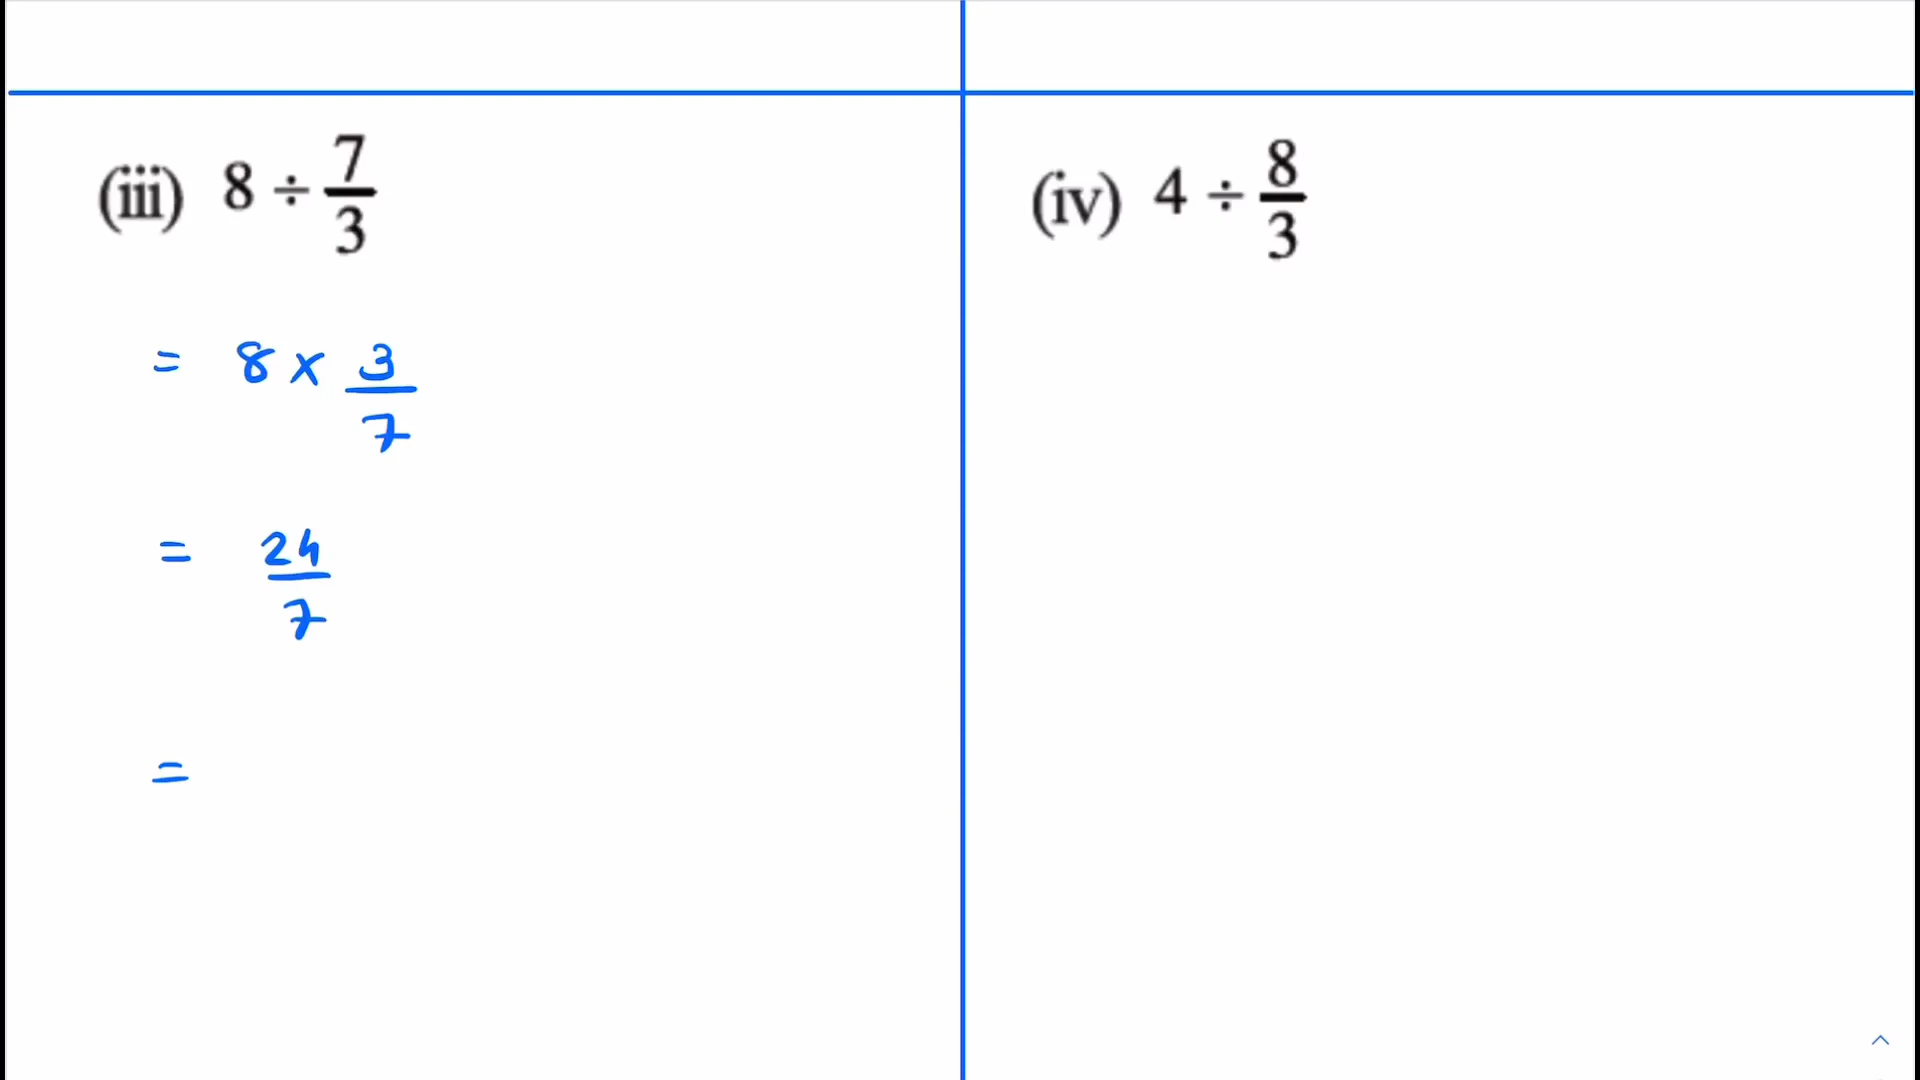 (iii) 8 ÷ 7/3
= 8 × 3/7
= 24/7
=
(iv) 4 ÷ 8/3